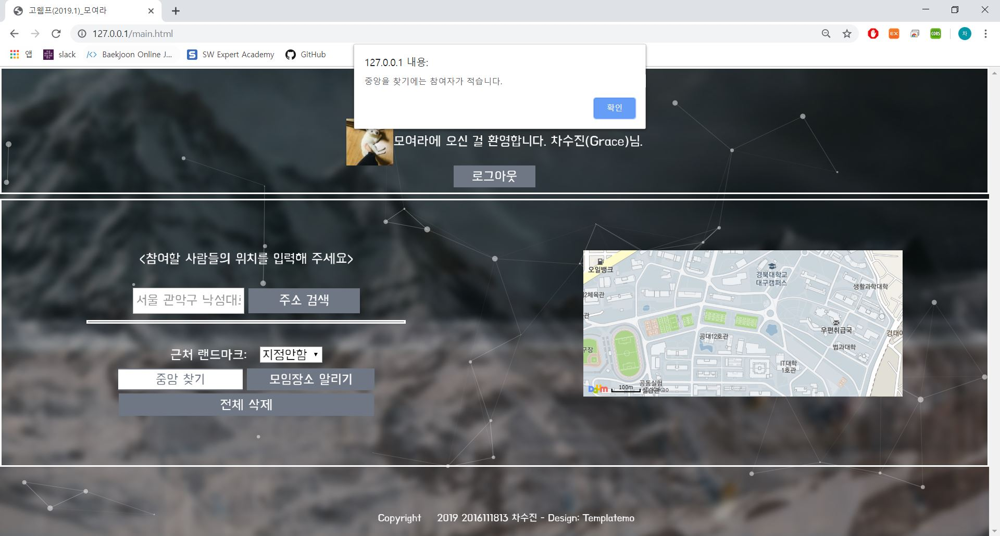 고웹프(2019.1)_모여라
127.0.0.1/main.html
EX
CORS
차
앱
slack
Baekjoon Online J...
SW Expert Academy
GitHub
127.0.0.1 내용:
중앙을 찾기에는 참여자가 적습니다.
확인
모여라에 오신 걸 환영합니다. 차수진(Grace)님.
로그아웃
<참여할 사람들의 위치를 입력해 주세요>
주소 검색
서울 관악구 낙성대
근처 랜드마크:
지정안함
중앙 찾기
모임장소 알리기
전체 삭제
오일뱅크
경북대학교
대구캠퍼스
생활과학대학
2체육관
관
우편취급국
경대
공대12호관
법과대학
구장
IT대학
1호관
공동실험
실습관
Daum
100m
Copyright 2019 2016111813 차수진 - Design: Templatemo